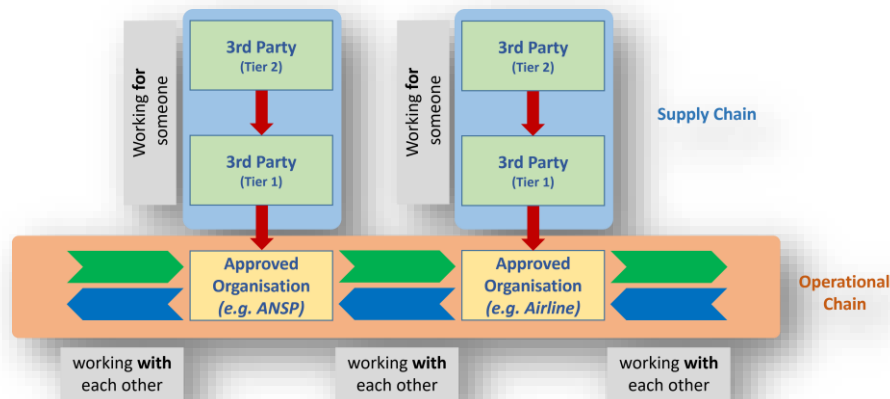 Working for
someone
3rd Party
(Tier 2)
3rd Party
(Tier 1)
Working for
someone
3rd Party
(Tier 2)
3rd Party
(Tier 1)
Supply Chain
Approved
Organisation
(e.g. ANSP)
Approved
Organisation
(e.g. Airline)
Operational
Chain
working with
each other
working with
each other
working with
each other